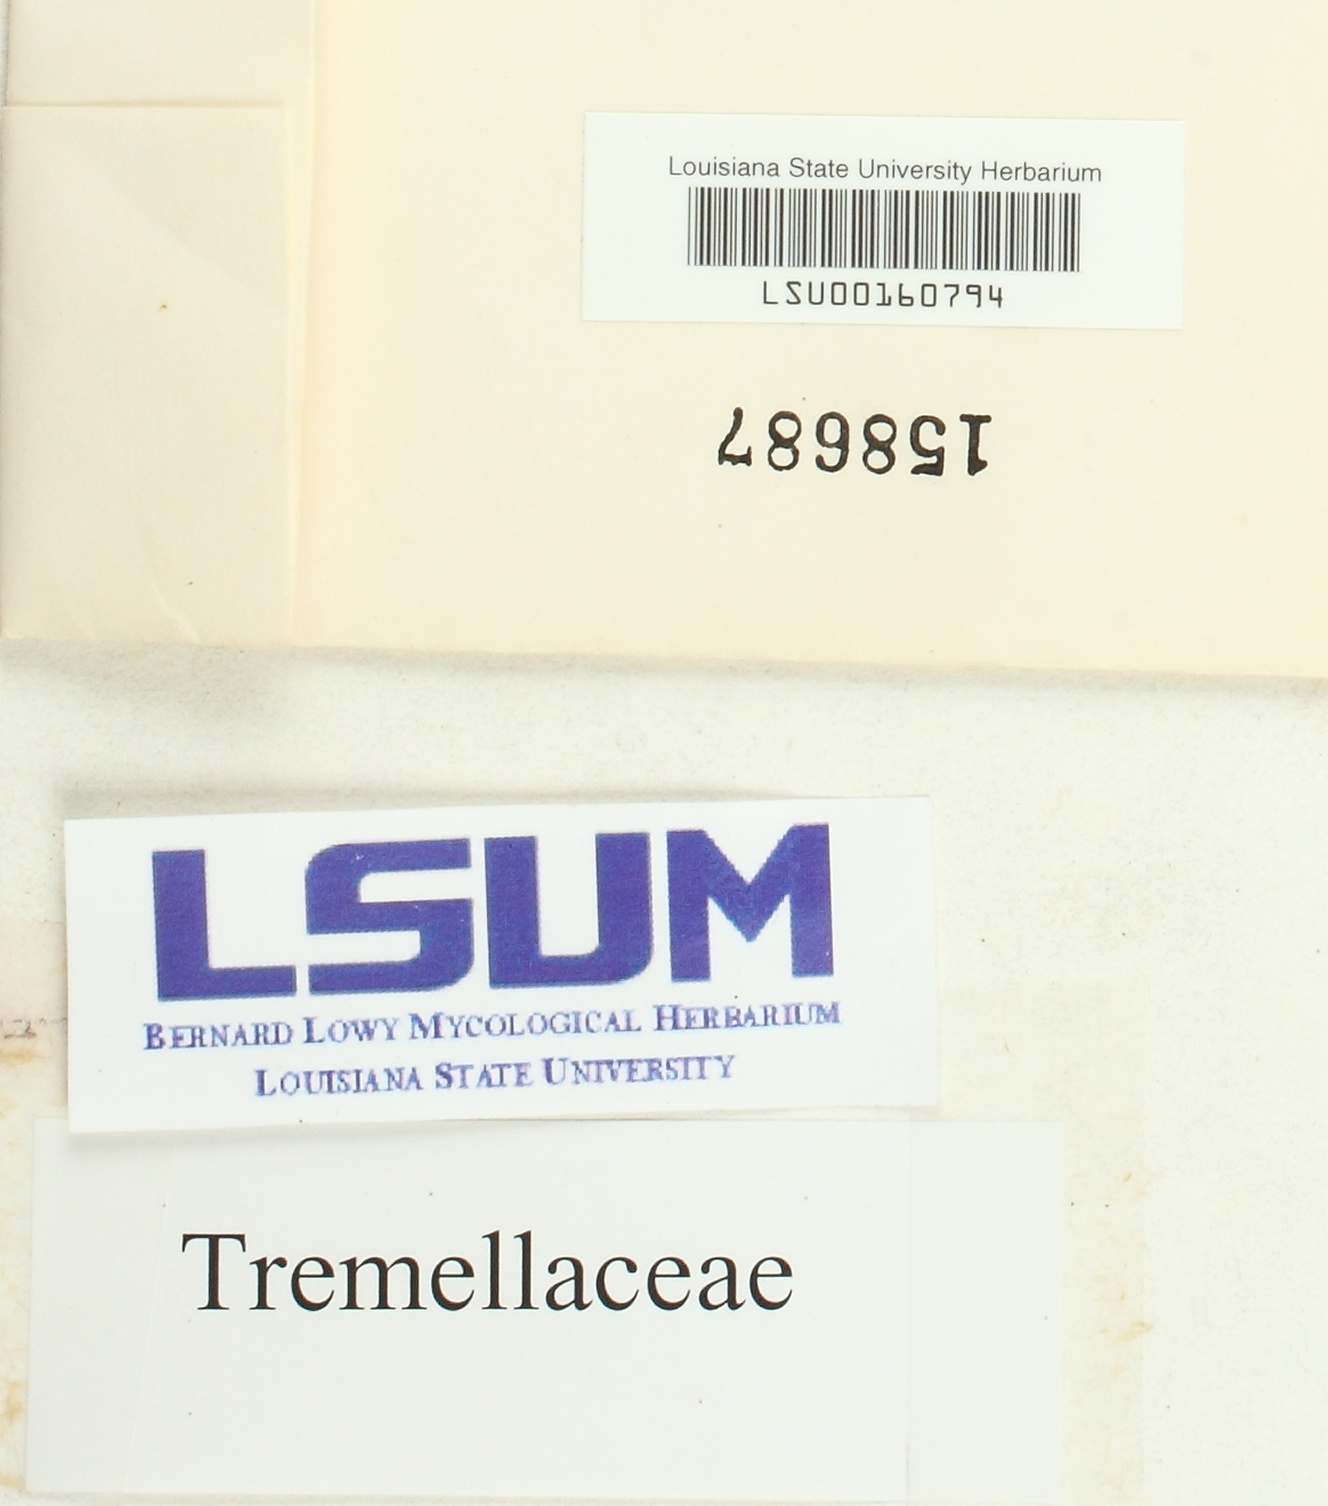 Louisiana State University Herbarium
LSU00160794
158687
LSUM
BERNARD LOWY MYCOLOGICAL HERBARIUM
LOUISIANA STATE UNIVERSITY
Tremellaceae